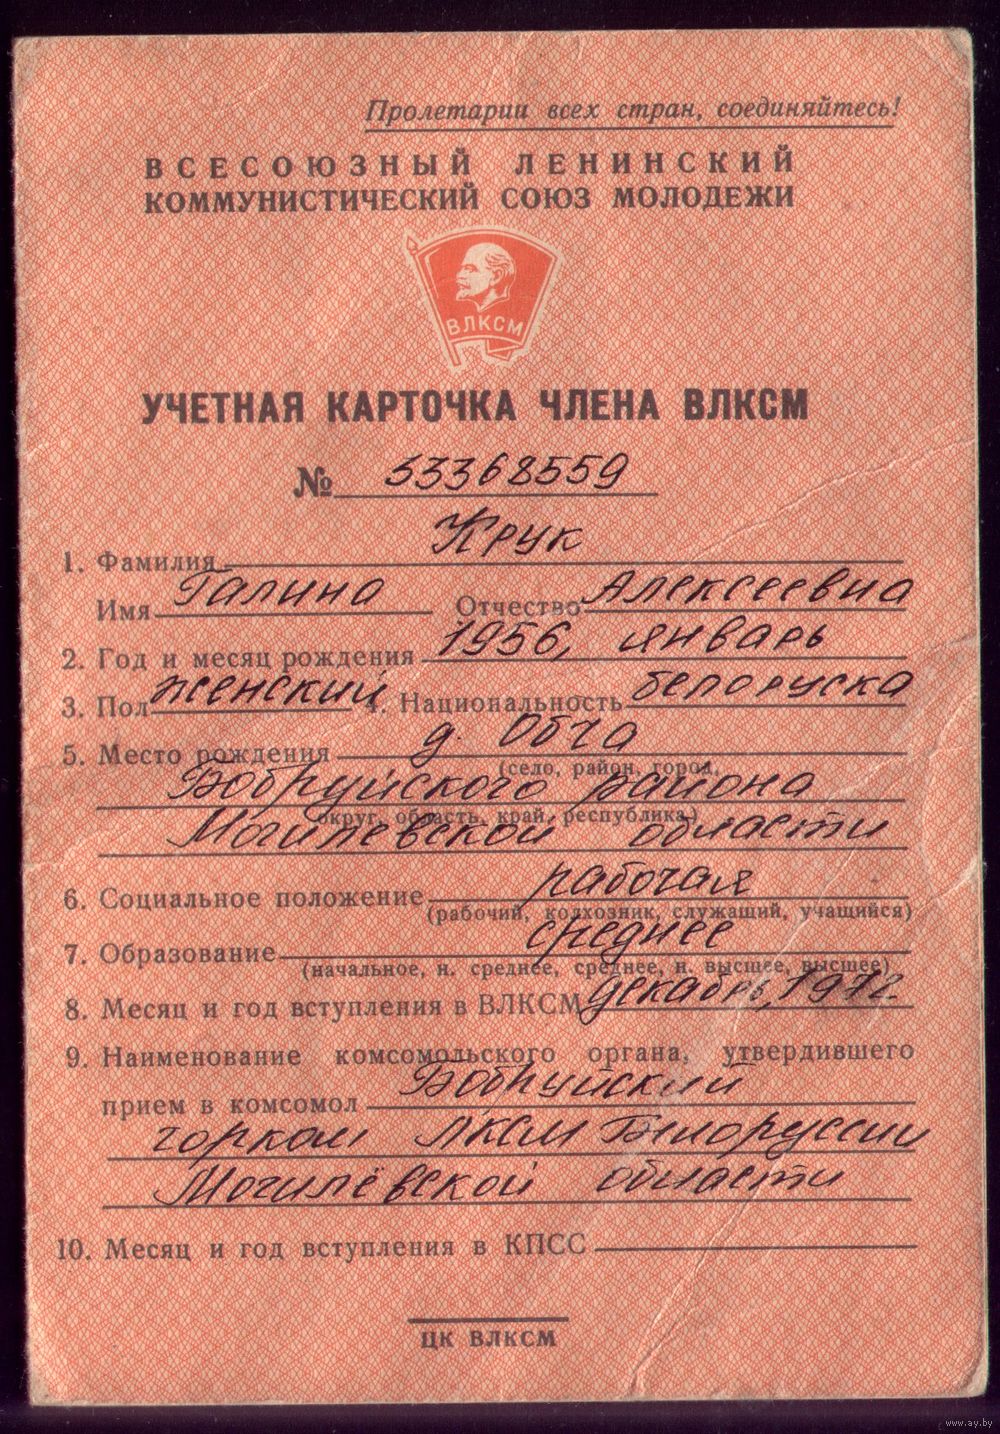 Пролетарии всех стран, соединяйтесь!
ВСЕСОЮЗНЫЙ ЛЕНИНСКИЙ
КОММУНИСТИЧЕСКИЙ СОЮЗ МОЛОДЕЖИ
ВЛКСМ
УЧЕТНАЯ КАРТОЧКА ЧЛЕНА ВЛКСМ
№ 33368559
1. Фамилия Крук
Имя Галина Отчество Алексеевна
2. Год и месяц рождения 1956, январь
3. Пол женский 4. Национальность белоруска
5. Место рождения д. Обча
(село, район, город,
Бобруйского района
округ, область, край, республика)
Могилевской области
6. Социальное положение рабочая
(рабочий, колхозник, служащий, учащийся)
7. Образование среднее
(начальное, н. среднее, среднее, н. высшее, высшее)
8. Месяц и год вступления в ВЛКСМ декабрь, 1972
9. Наименование комсомольского органа, утвердившего
прием в комсомол Бобруйский
горком ЛКСМ Белоруссии
Могилёвской области
10. Месяц и год вступления в КПСС
ЦК ВЛКСМ
www.ay.by